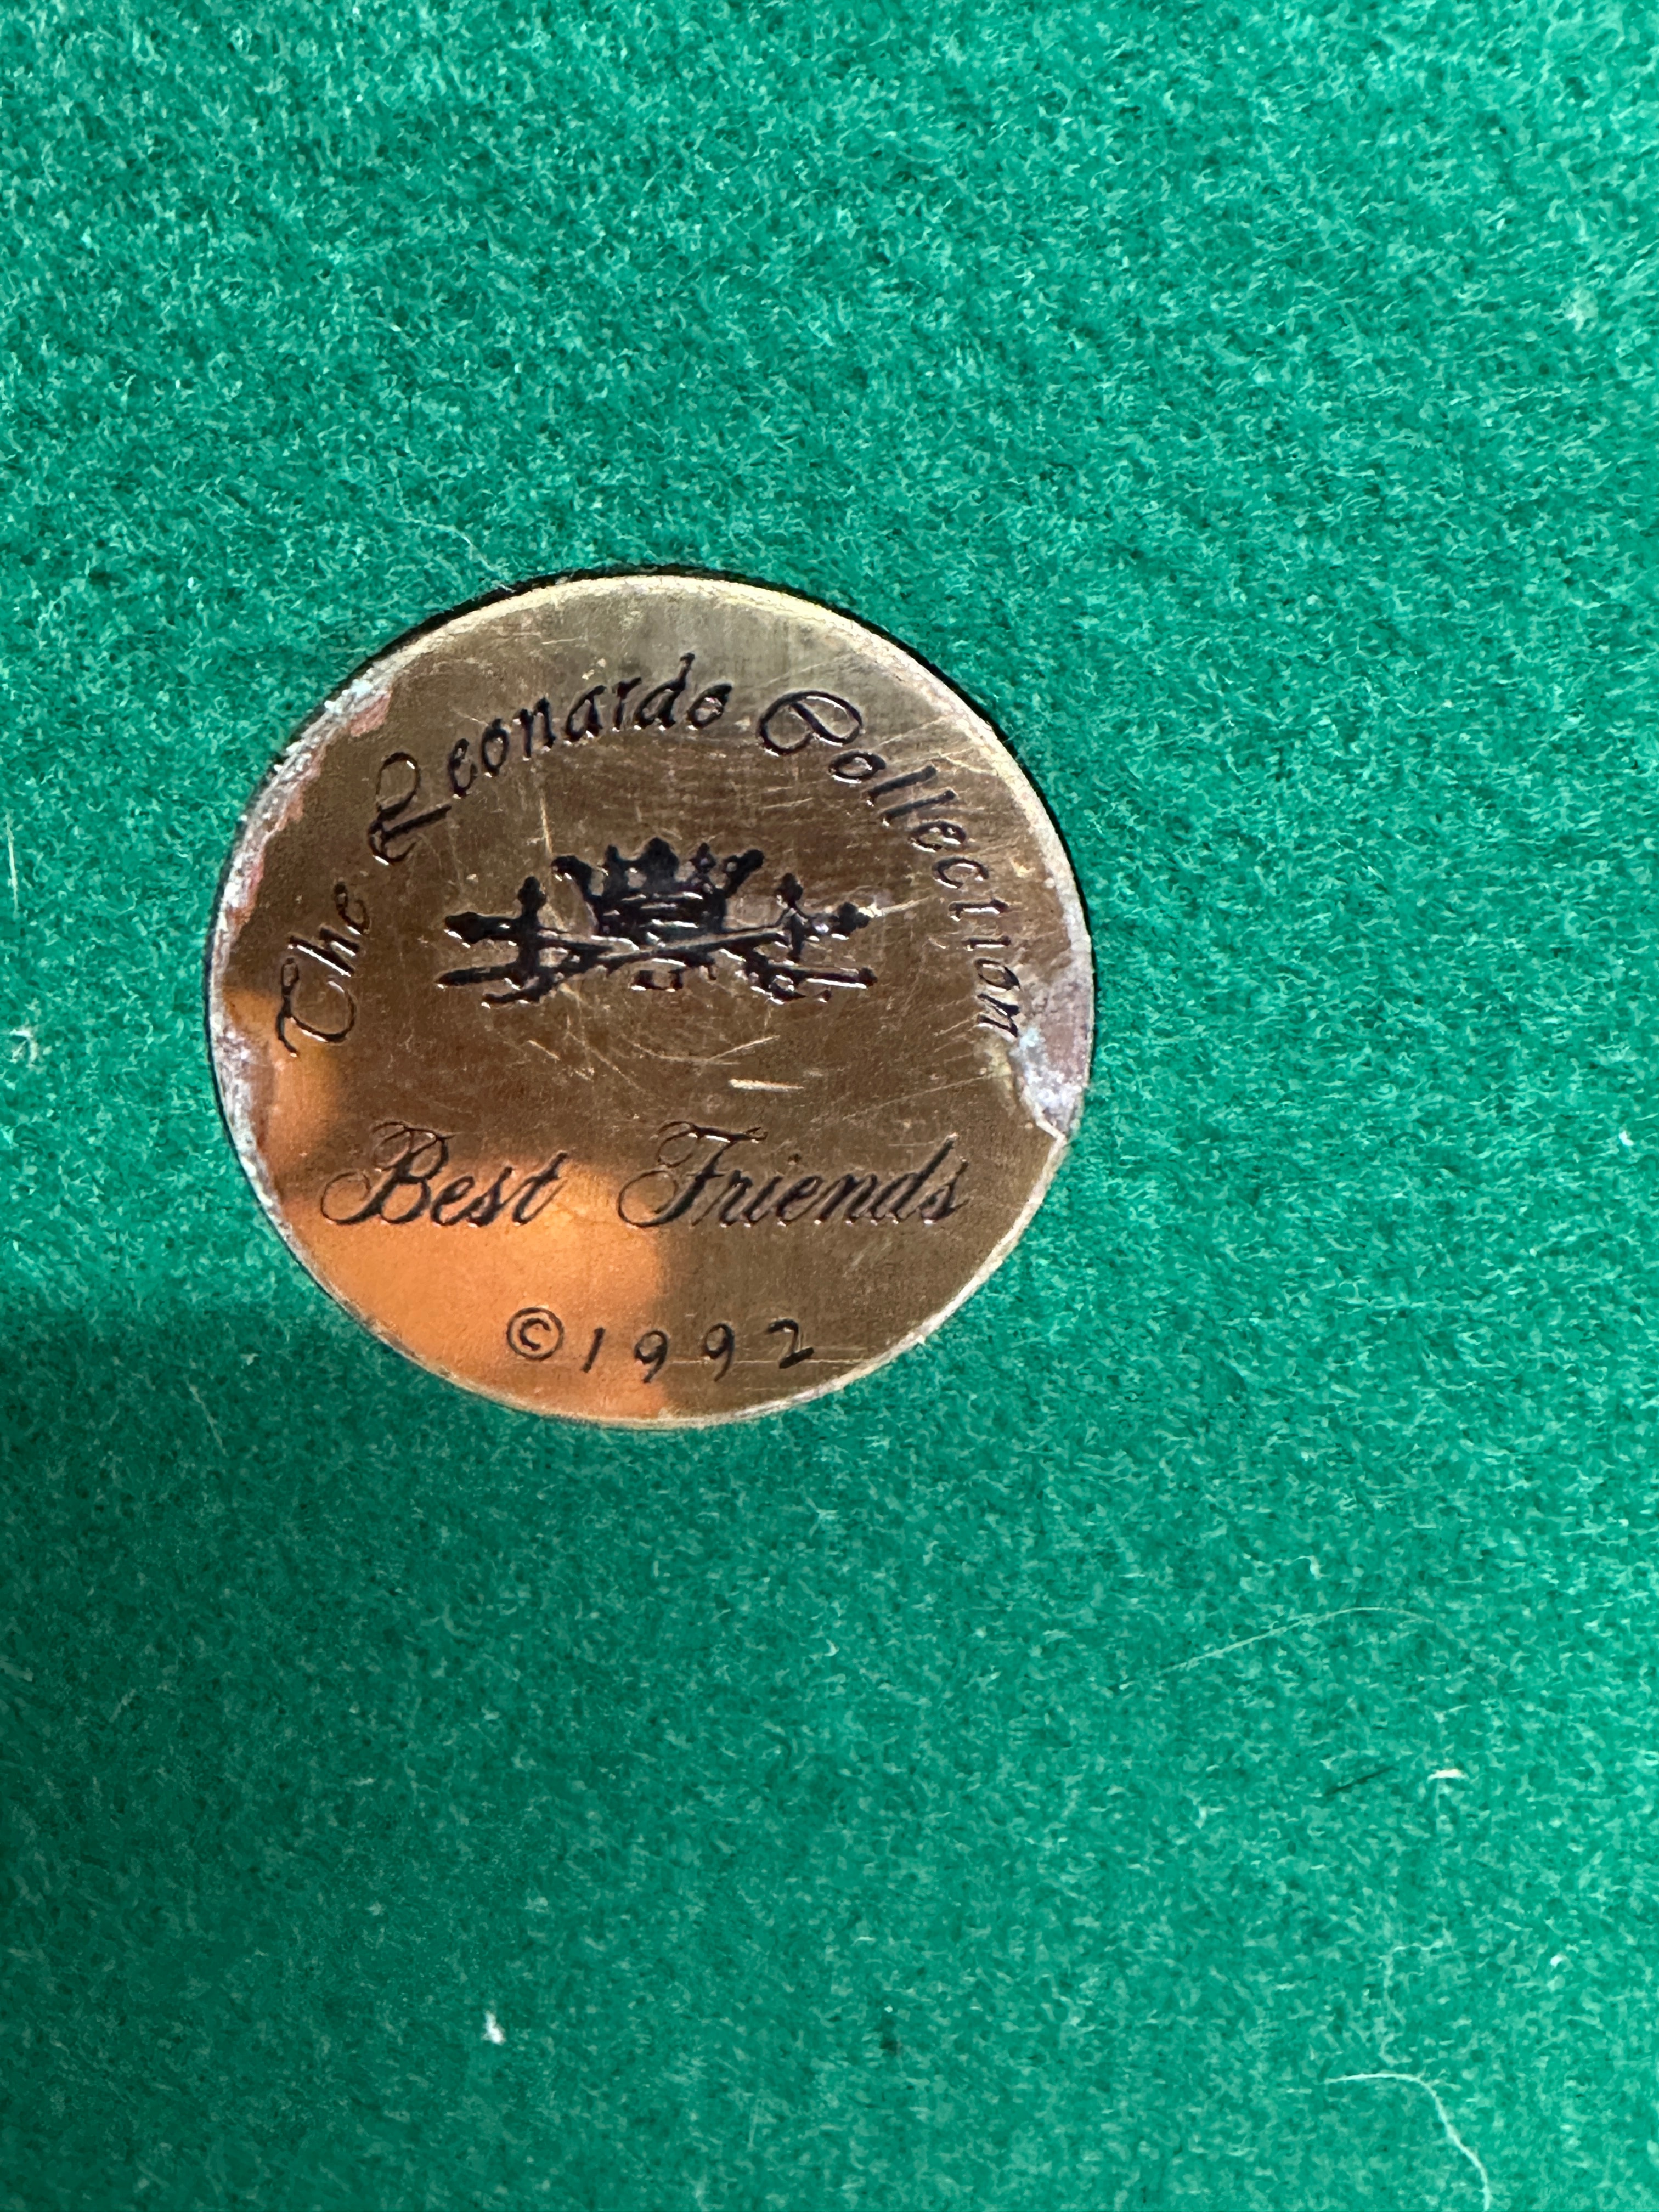 The Leonardo Collection
Best Friends
©1992